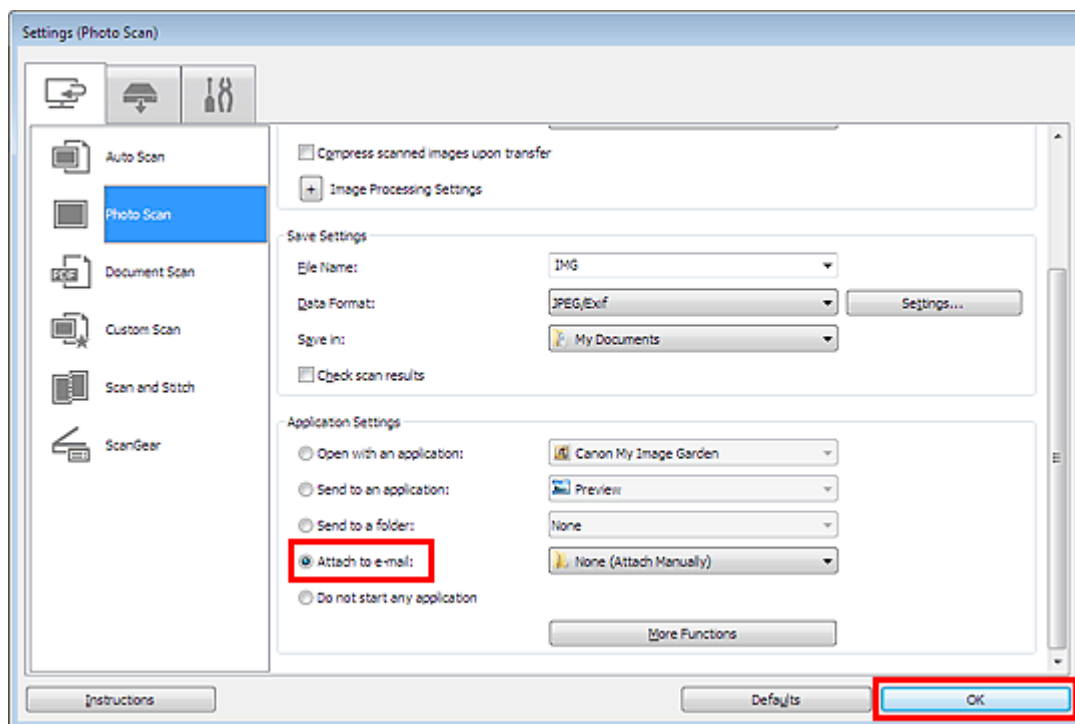 Settings (Photo Scan)
Auto Scan
Photo Scan
PDF
Document Scan
Custom Scan
Scan and Stitch
ScanGear
Compress scanned images upon transfer
+ Image Processing Settings
Save Settings
File Name: IMG
Data Format: JPEG/Exif Settings...
Save in: My Documents
Check scan results
Application Settings
Open with an application: Canon My Image Garden
Send to an application: Preview
Send to a folder: None
Attach to e-mail: None (Attach Manually)
Do not start any application
More Functions
Instructions Defaults OK